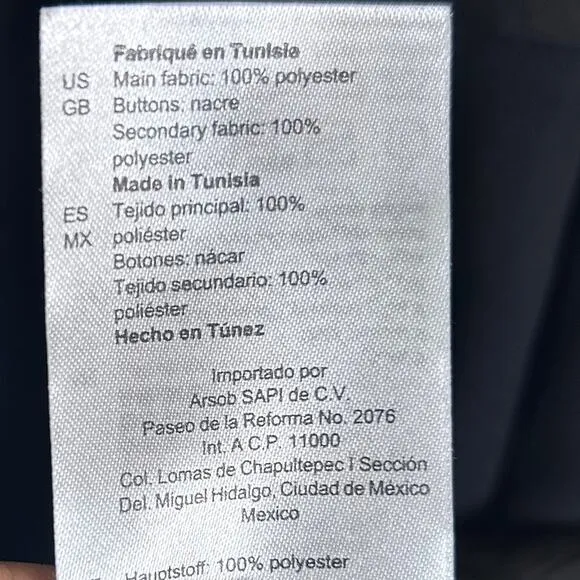 Fabriqué en Tunisie
US Main fabric: 100% polyester
GB Buttons: nacre
Secondary fabric: 100%
polyester
Made in Tunisia
ES Tejido principal: 100%
MX poliéster
Botones: nácar
Tejido secundario: 100%
poliéster
Hecho en Túnez
Importado por
Arsob SAPI de C.V.
Paseo de la Reforma No. 2076
Int. A C.P. 11000
Col. Lomas de Chapultepec I Sección
Del. Miguel Hidalgo, Ciudad de México
Mexico
Hauptstoff: 100% polyester